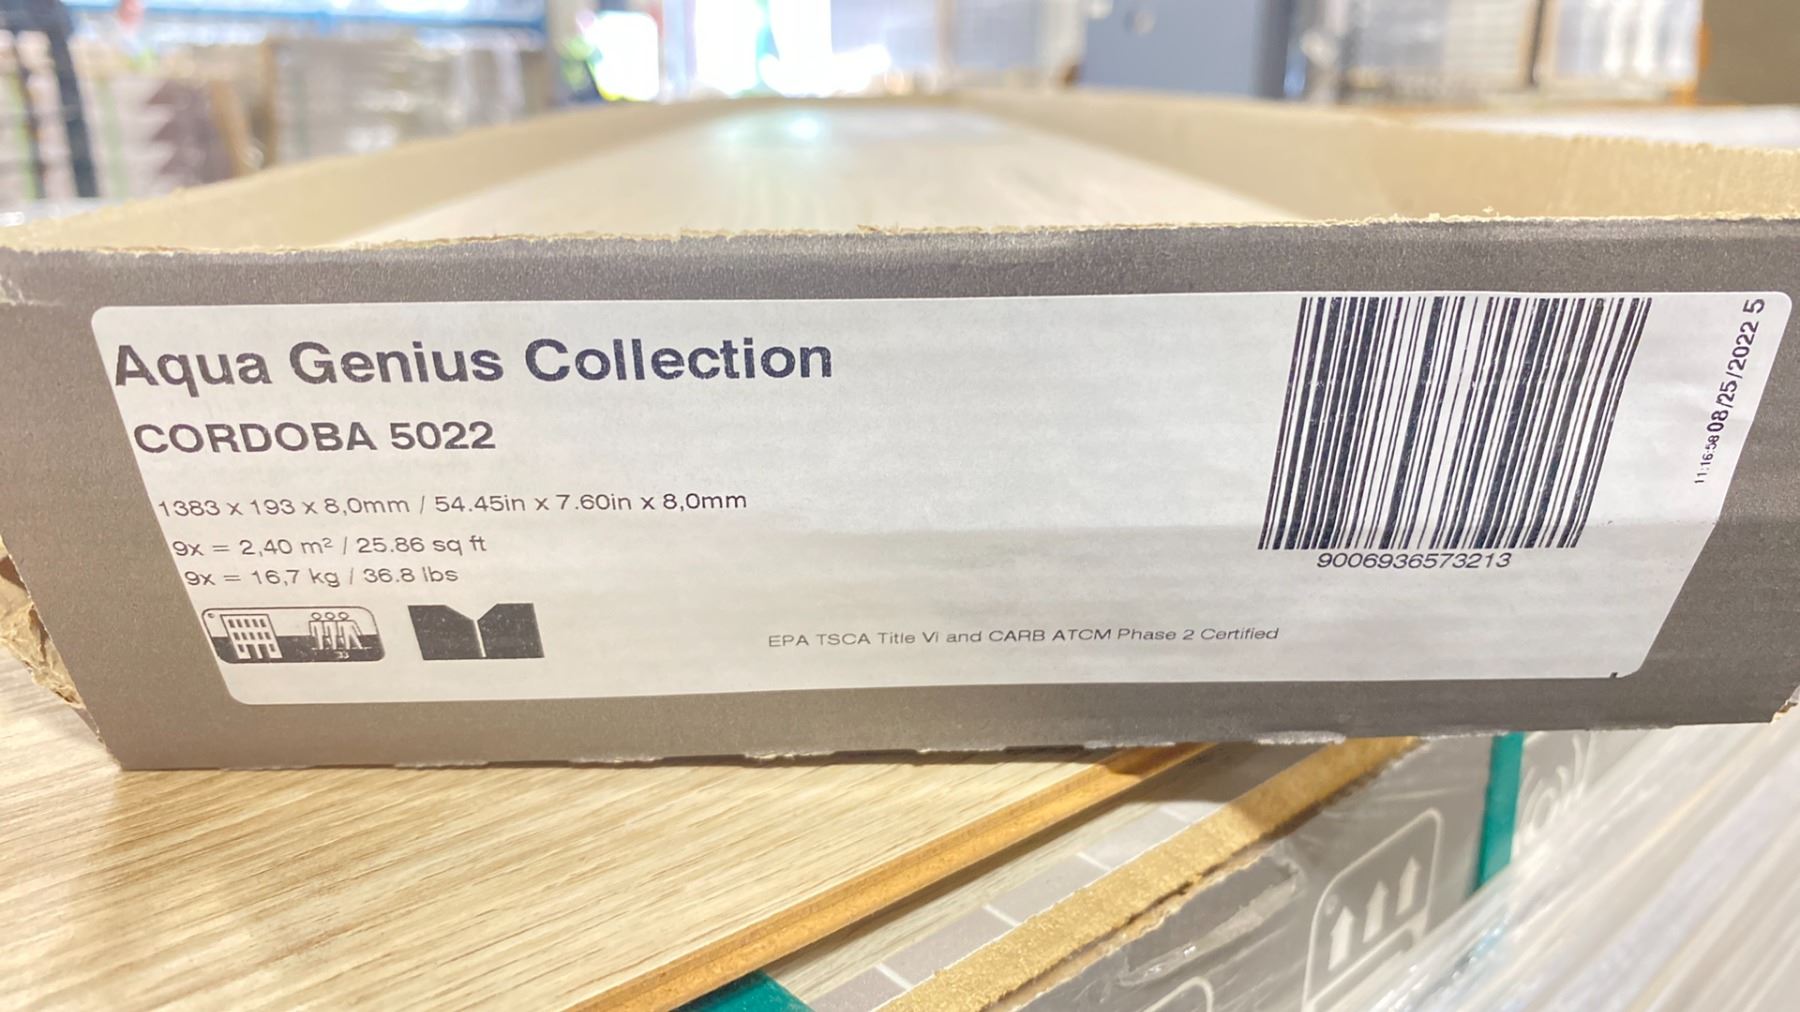 Aqua Genius Collection
CORDOBA 5022
1383 x 193 x 8,0mm / 54.45in x 7.60in x 8,0mm
9x = 2,40 m² / 25.86 sq ft
9x = 16,7 kg / 36.8 lbs
33
EPA TSCA Title VI and CARB ATCM Phase 2 Certified
9006936573213
11:16:58 08/25/2022 5